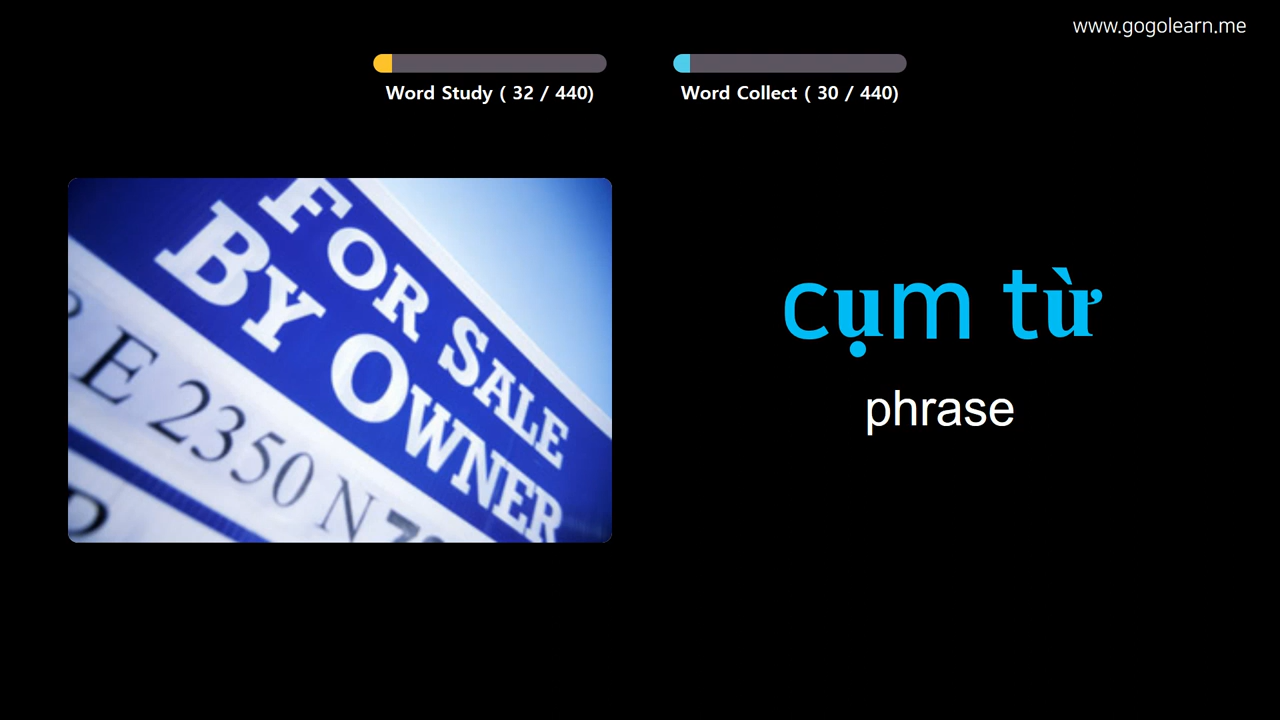 www.gogolearn.me
Word Study ( 32 / 440)
Word Collect ( 30 / 440)
FOR SALE
BY OWNER
E 2350 N
cụm từ
phrase